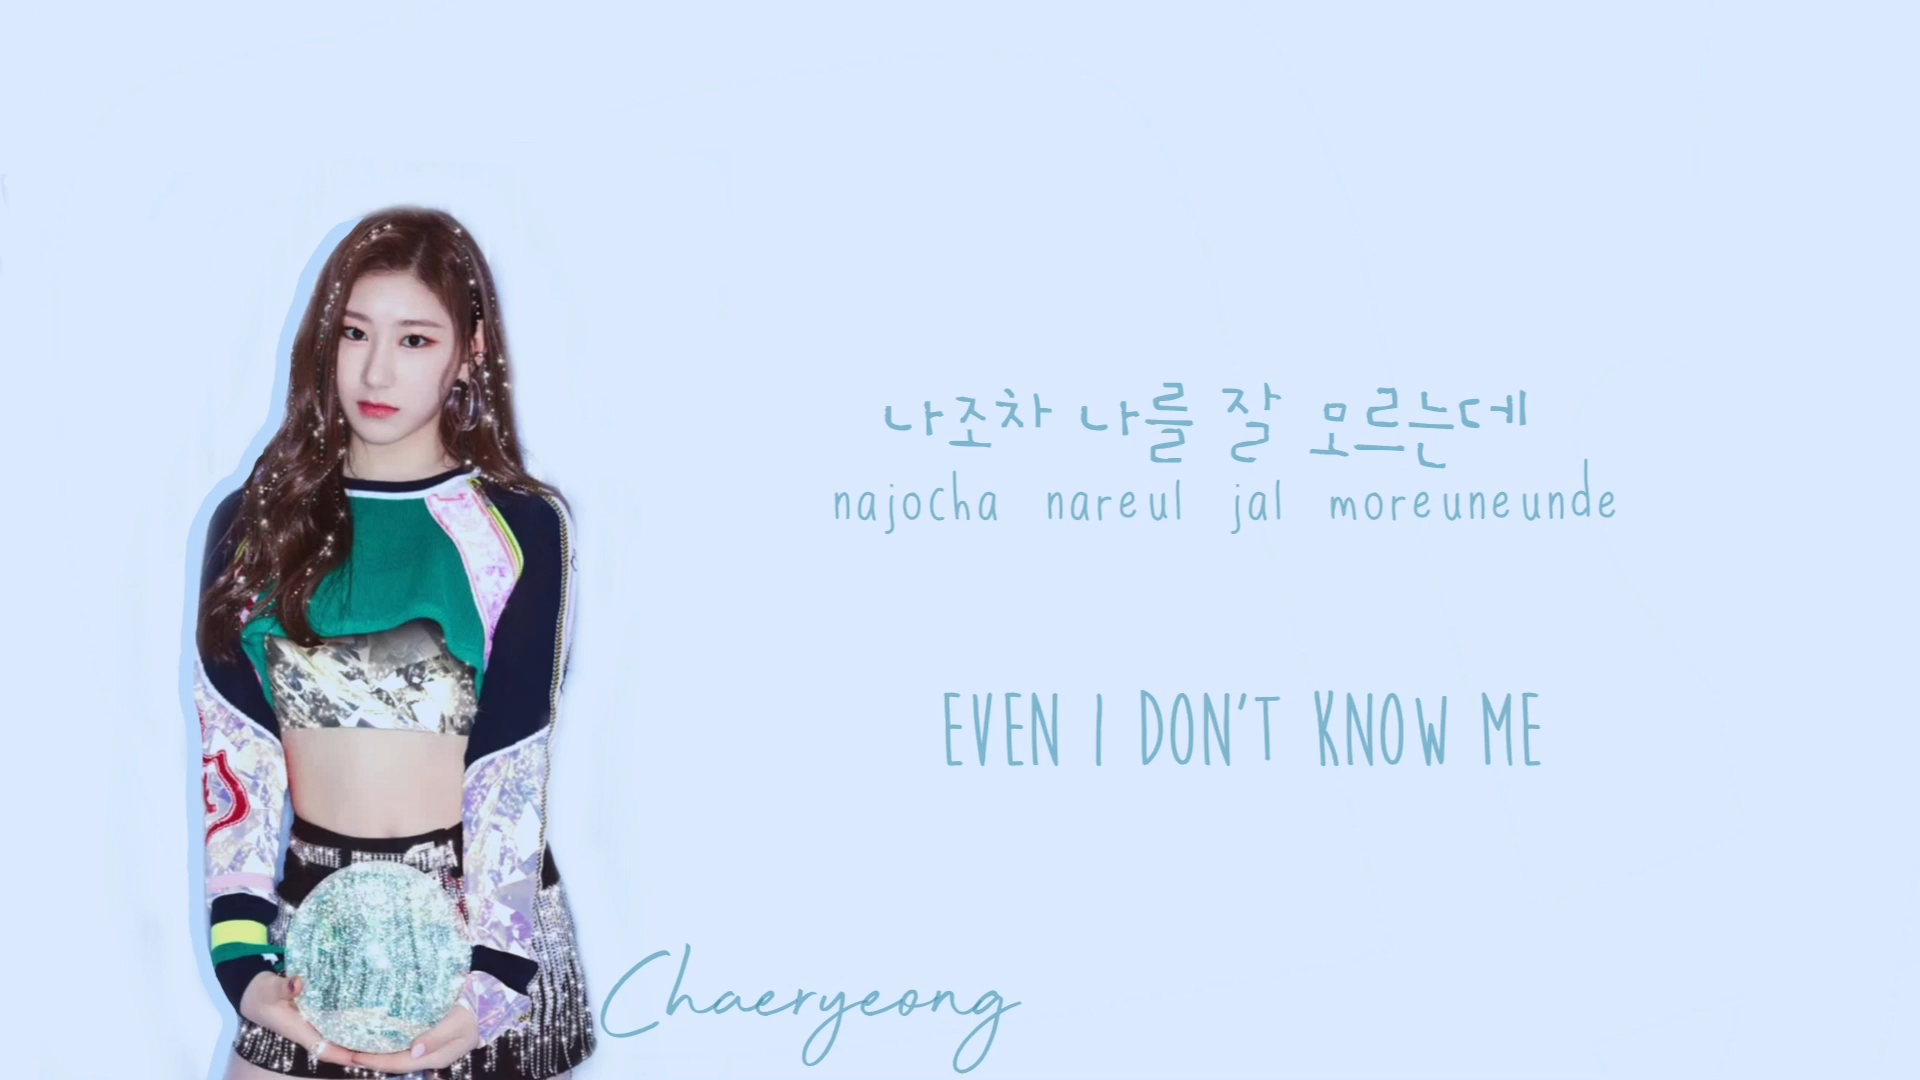 나조차 나를 잘 모르는데
najocha nareul jal moreuneunde
EVEN I DON'T KNOW ME
Chaeryeong